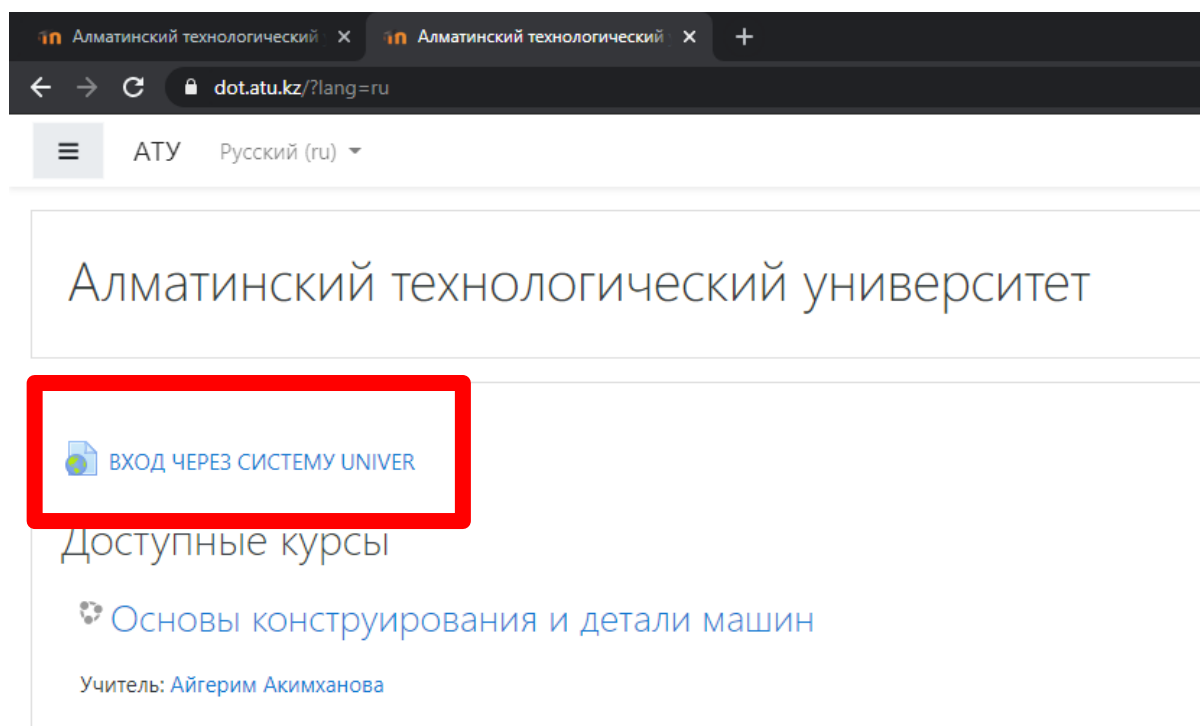 Алматинский технологический
Алматинский технологический
dot.atu.kz/?lang=ru
АТУ Русский (ru)
Алматинский технологический университет
ВХОД ЧЕРЕЗ СИСТЕМУ UNIVER
Доступные курсы
Основы конструирования и детали машин
Учитель: Айгерим Акимханова